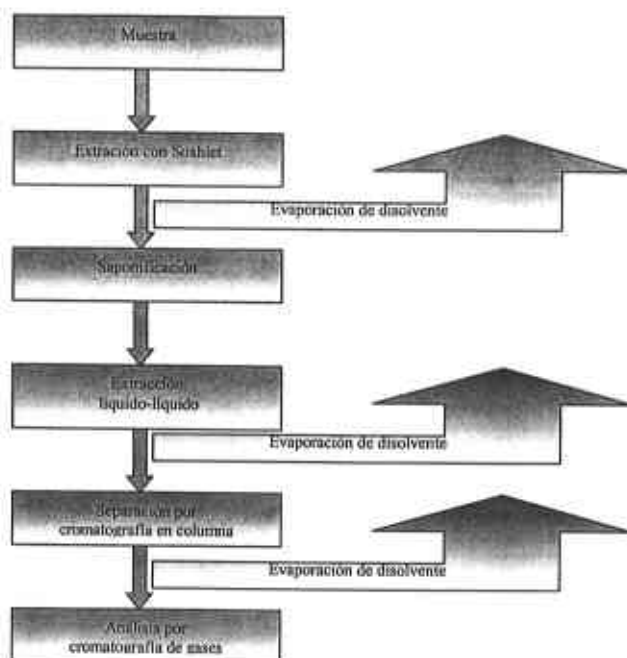 Muestra
Extración con Soxhlet
Evaporación de disolvente
Saponificación
Extracción
líquido-líquido
Evaporación de disolvente
Separación por
cromatografía en columna
Evaporación de disolvente
Análisis por
cromatografía de gases